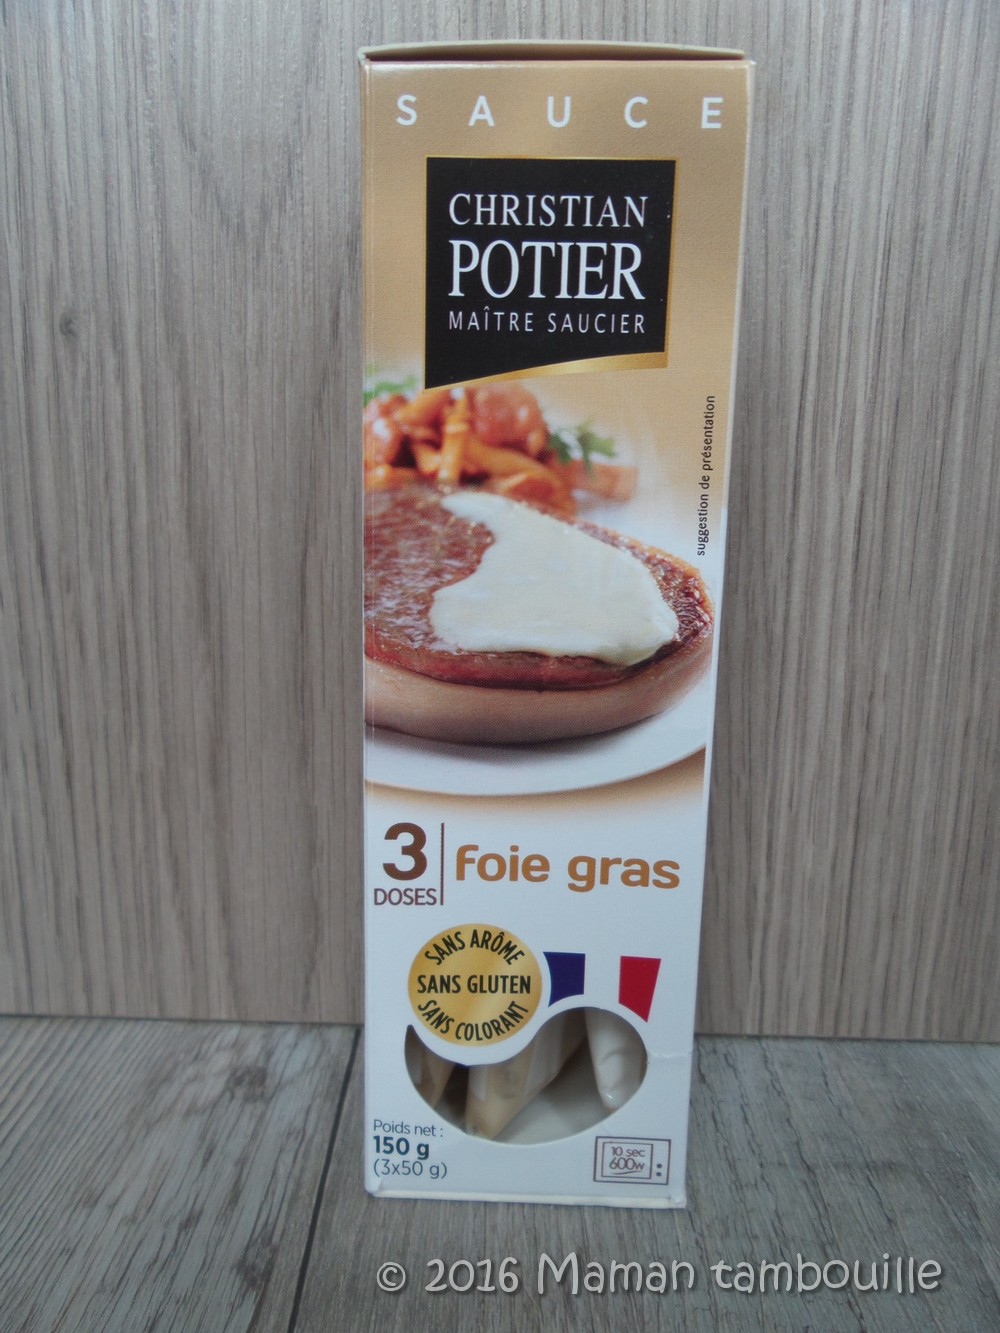 SAUCE
CHRISTIAN
POTIER
MAÎTRE SAUCIER
suggestion de présentation
3
DOSES
foie gras
SANS ARÔME
SANS GLUTEN
SANS COLORANT
Poids net :
150 g
(3x50 g)
10 sec
600w
© 2016 Maman tambouille